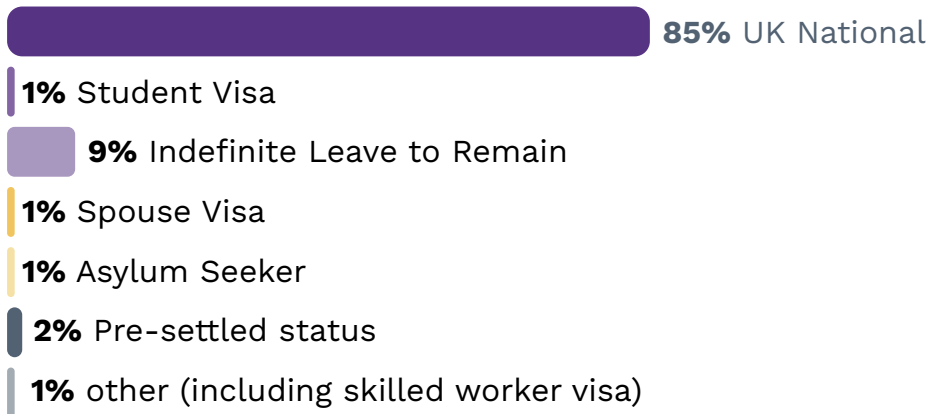 85% UK National
1% Student Visa
9% Indefinite Leave to Remain
1% Spouse Visa
1% Asylum Seeker
2% Pre-settled status
1% other (including skilled worker visa)